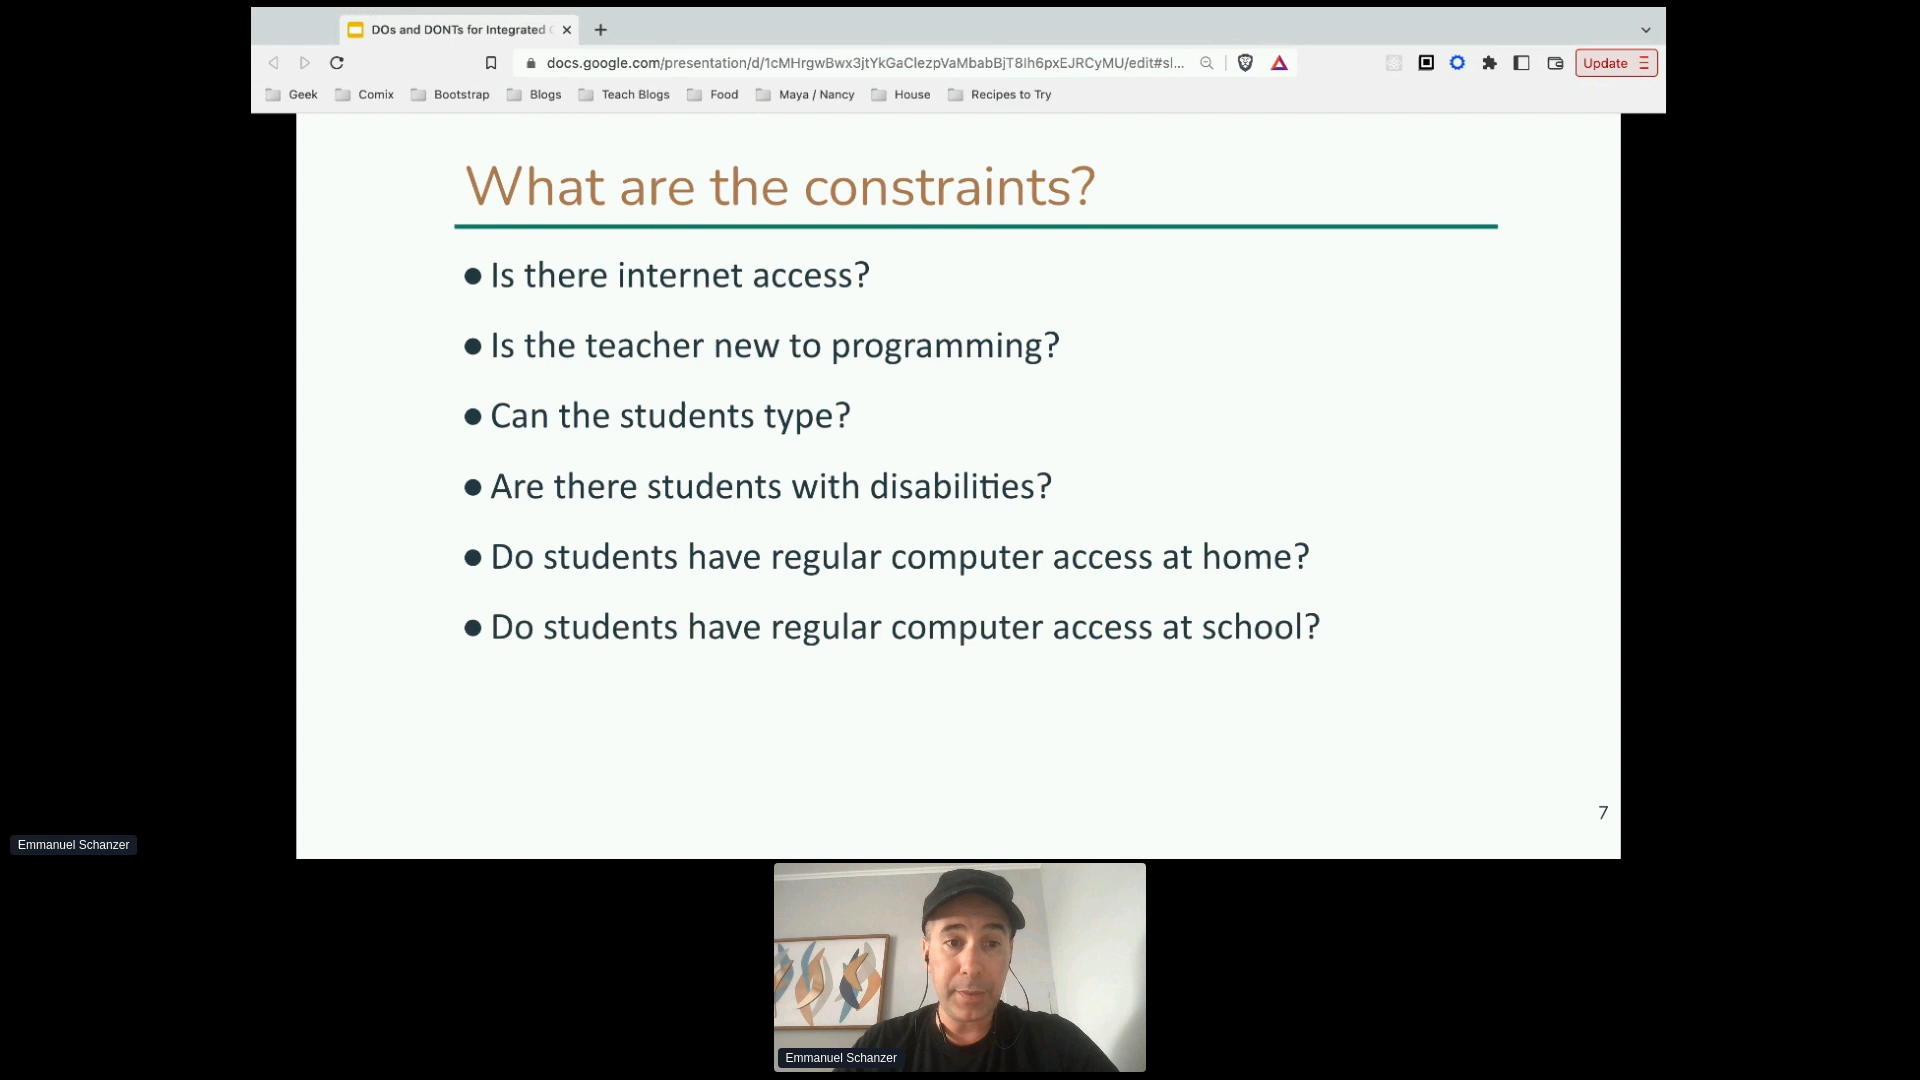 DOs and DONTs for Integrated
docs.google.com/presentation/d/1cMHrgwBwx3jtYkGaClezpVaMbabBjT8lh6pxEJRCyMU/edit#sl...
Update
Geek
Comix
Bootstrap
Blogs
Teach Blogs
Food
Maya / Nancy
House
Recipes to Try
What are the constraints?
● Is there internet access?
● Is the teacher new to programming?
● Can the students type?
● Are there students with disabilities?
● Do students have regular computer access at home?
● Do students have regular computer access at school?
7
Emmanuel Schanzer
Emmanuel Schanzer